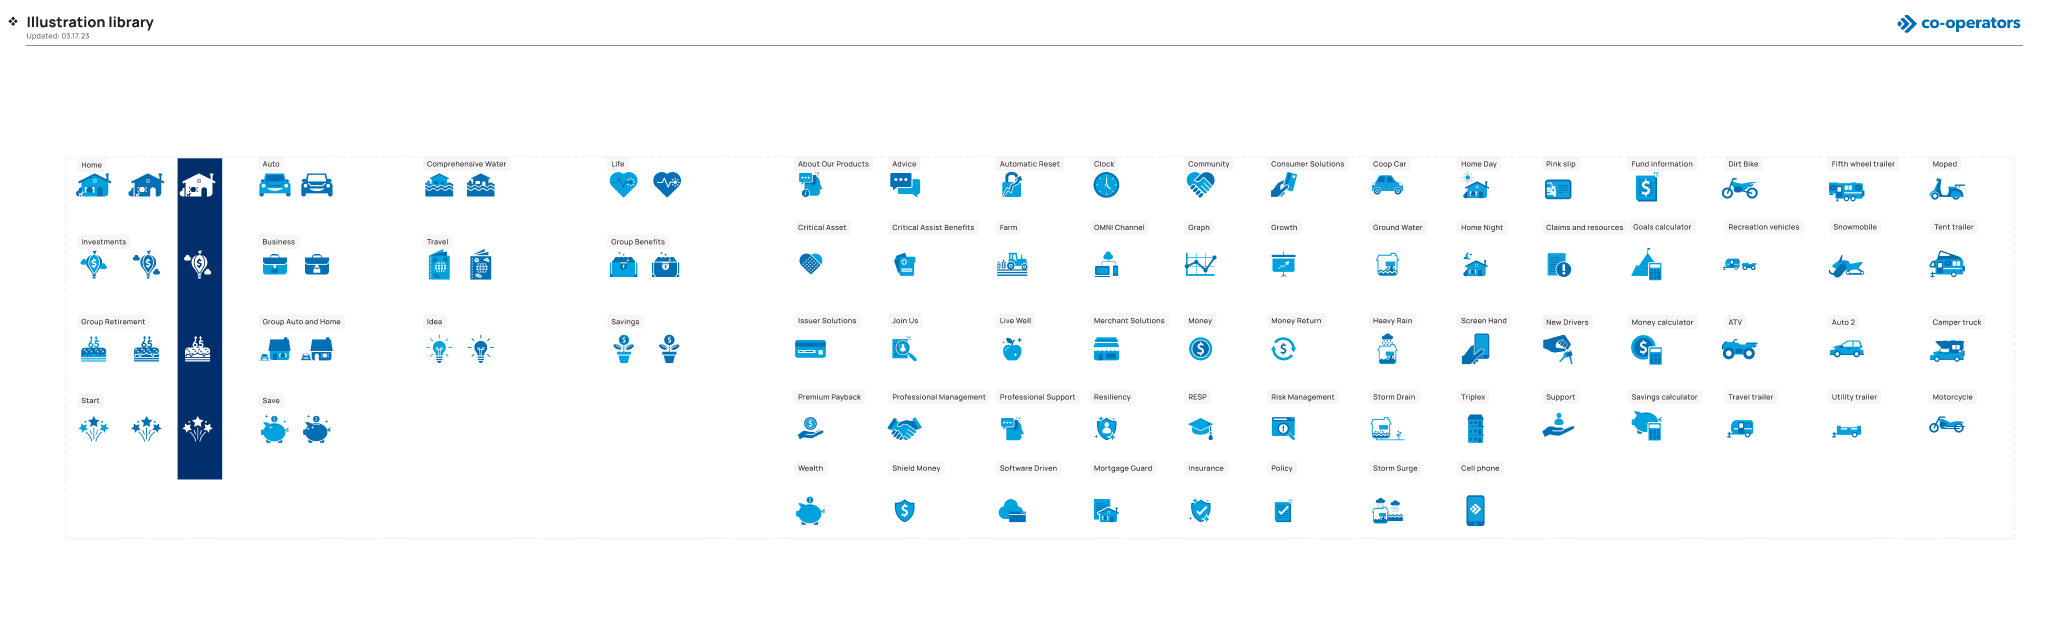 ❖ Illustration library
Updated: 03.17.23
co-operators
Home
Auto
Comprehensive Water
Life
About Our Products
Advice
Automatic Reset
Clock
Community
Consumer Solutions
Coop Car
Home Day
Pink slip
Fund information
Dirt Bike
Fifth wheel trailer
Moped
Investments
Business
Travel
Group Benefits
Critical Asset
Critical Assist Benefits
Farm
OMNI Channel
Graph
Growth
Ground Water
Home Night
Claims and resources
Goals calculator
Recreation vehicles
Snowmobile
Tent trailer
Group Retirement
Group Auto and Home
Idea
Savings
Issuer Solutions
Join Us
Live Well
Merchant Solutions
Money
Money Return
Heavy Rain
Screen Hand
New Drivers
Money calculator
ATV
Auto 2
Camper truck
65
65
65
Start
Save
Premium Payback
Professional Management
Professional Support
Resiliency
RESP
Risk Management
Storm Drain
Triplex
Support
Savings calculator
Travel trailer
Utility trailer
Motorcycle
Wealth
Shield Money
Software Driven
Mortgage Guard
Insurance
Policy
Storm Surge
Cell phone